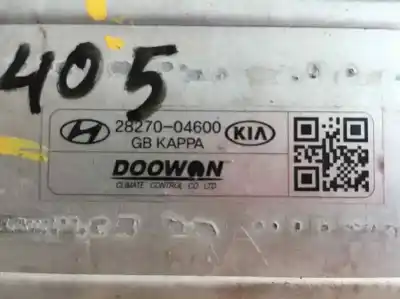 405
28270-04600 KIA
GB KAPPA
DOOWON
CLIMATE CONTROL CO LTD